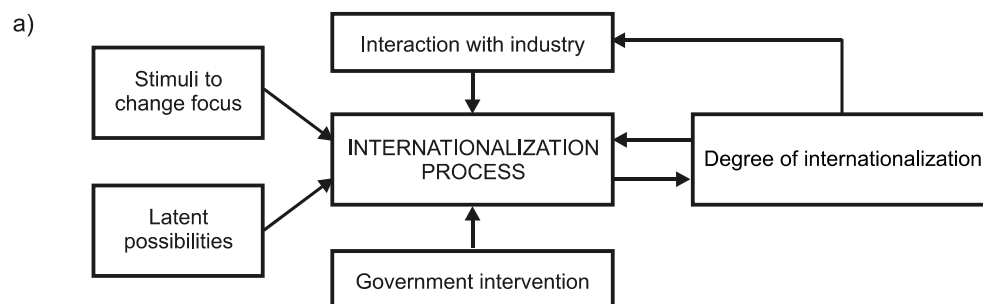 a)
Interaction with industry
Stimuli to
change focus
INTERNATIONALIZATION
PROCESS
Degree of internationalization
Latent
possibilities
Government intervention